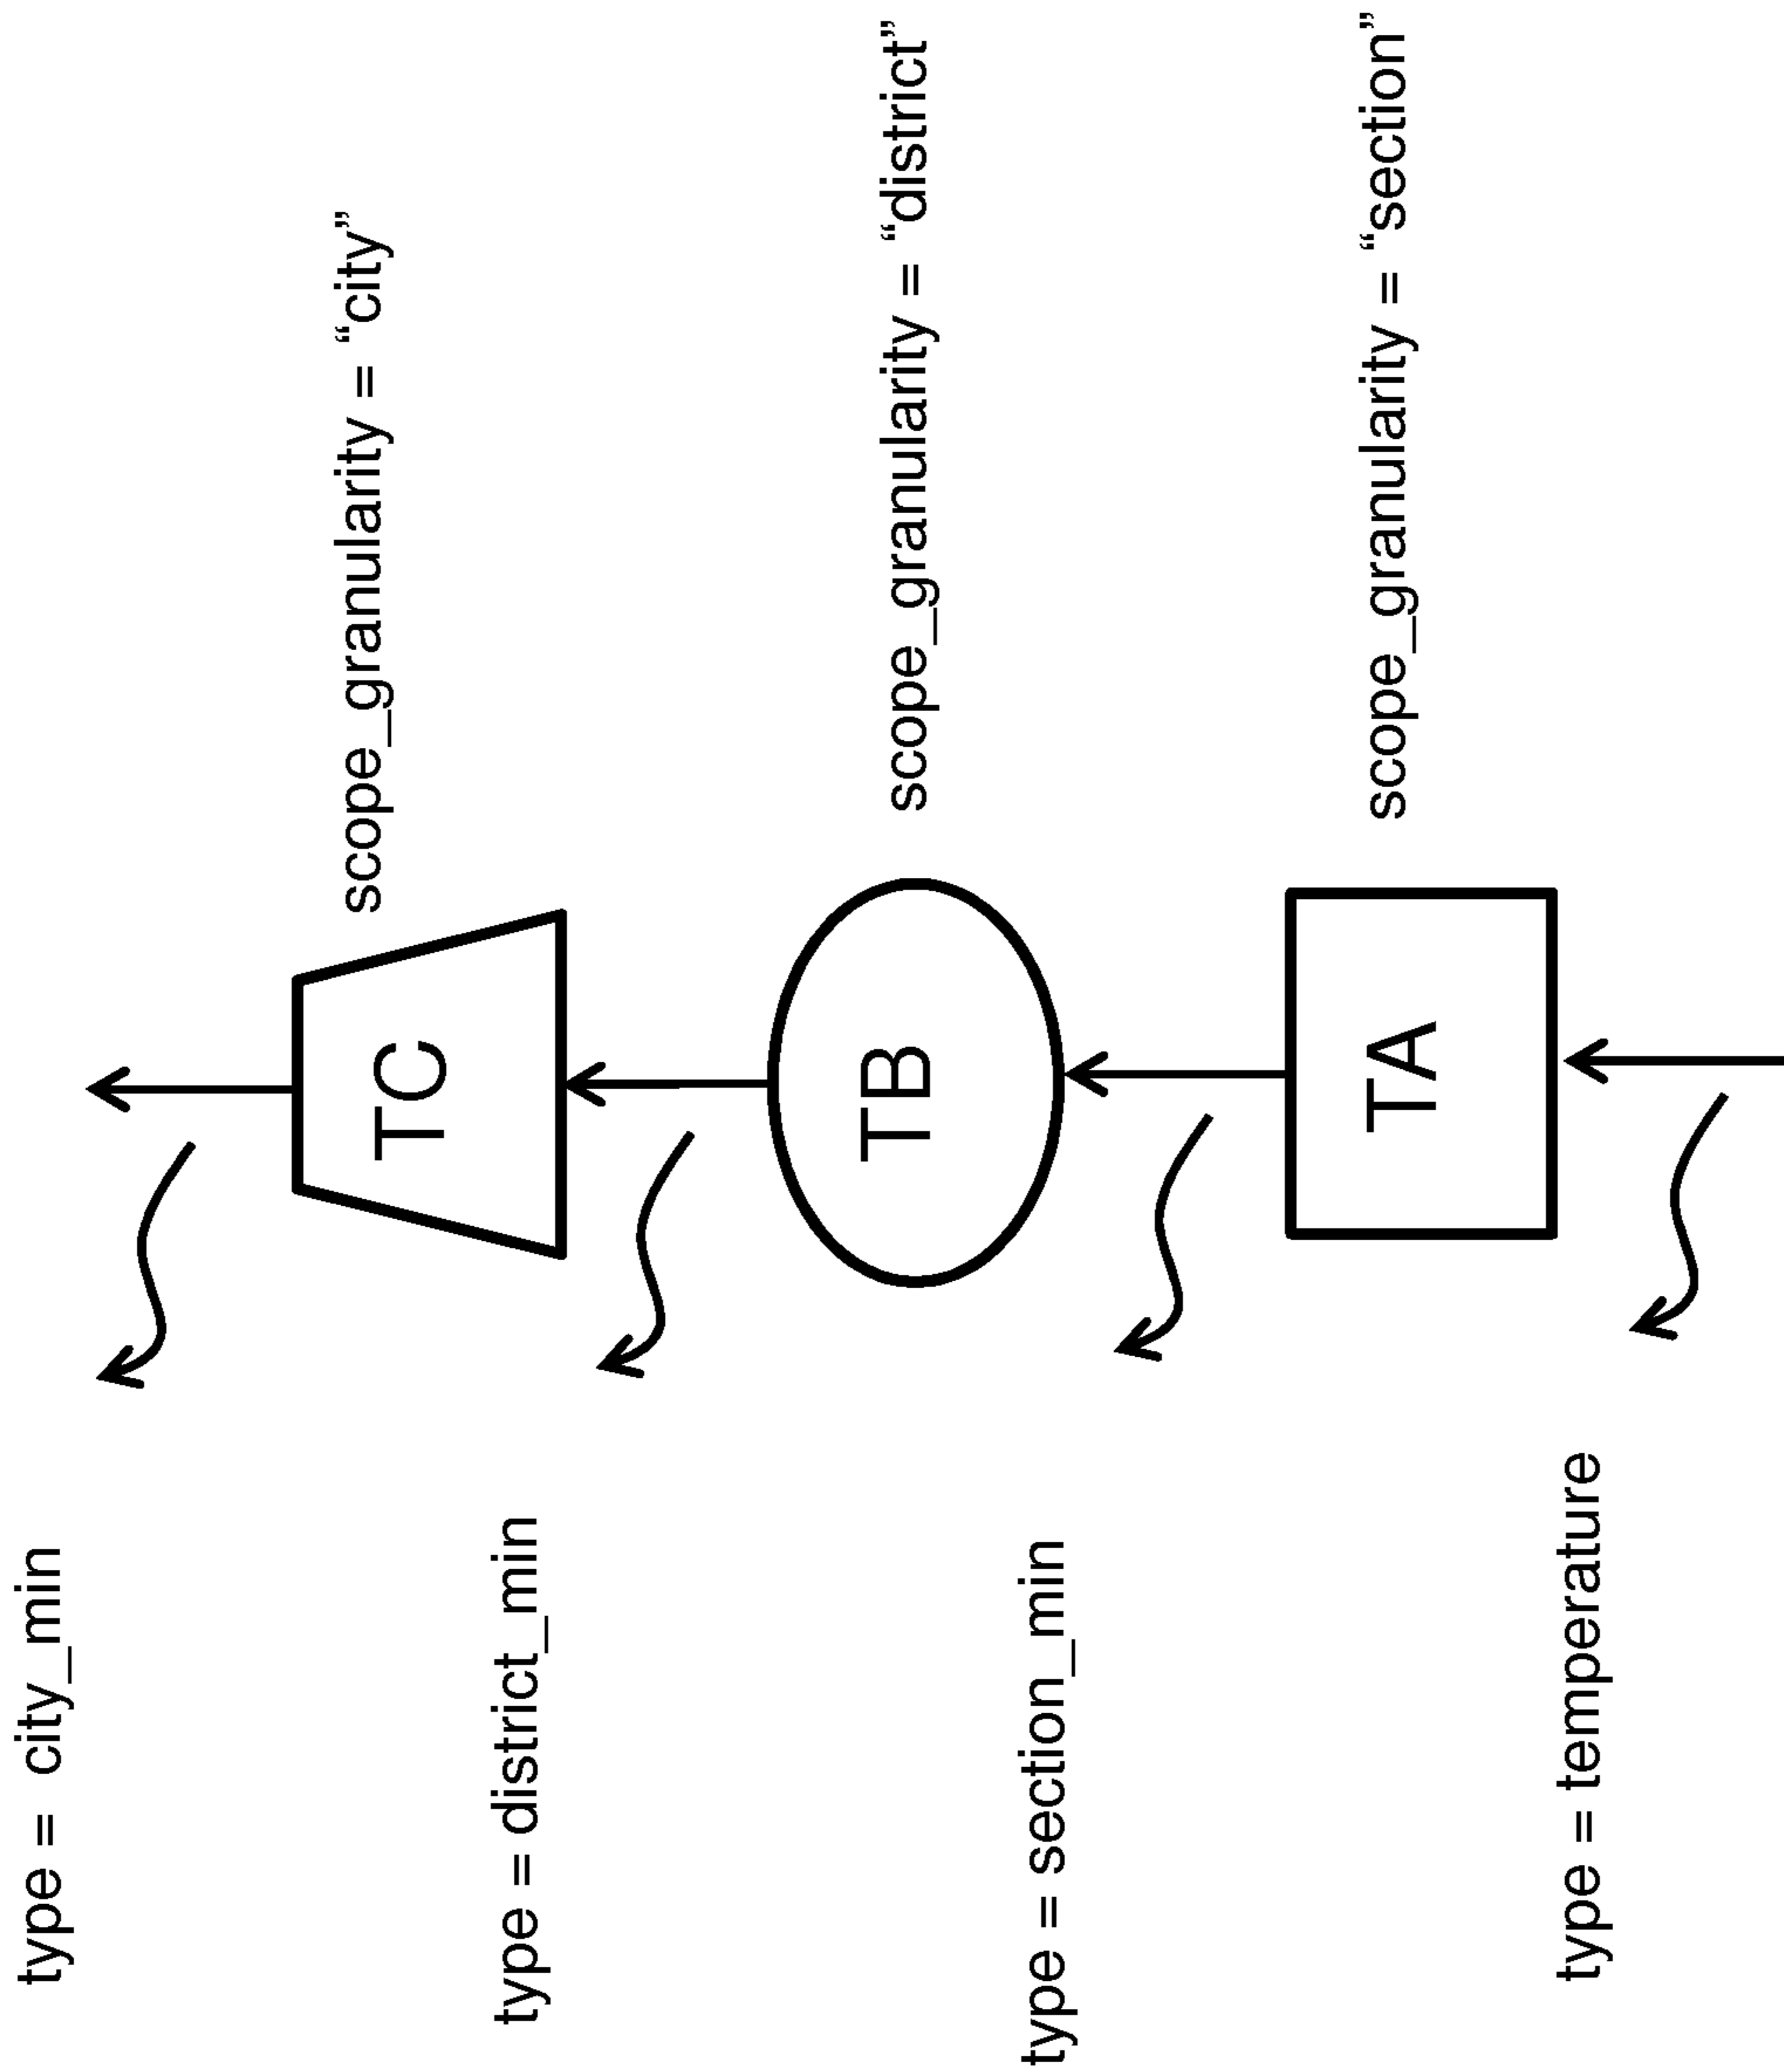 type = city_min
TC
scope_granularity = “city”
type = district_min
TB
scope_granularity = “district”
type = section_min
TA
scope_granularity = “section”
type = temperature